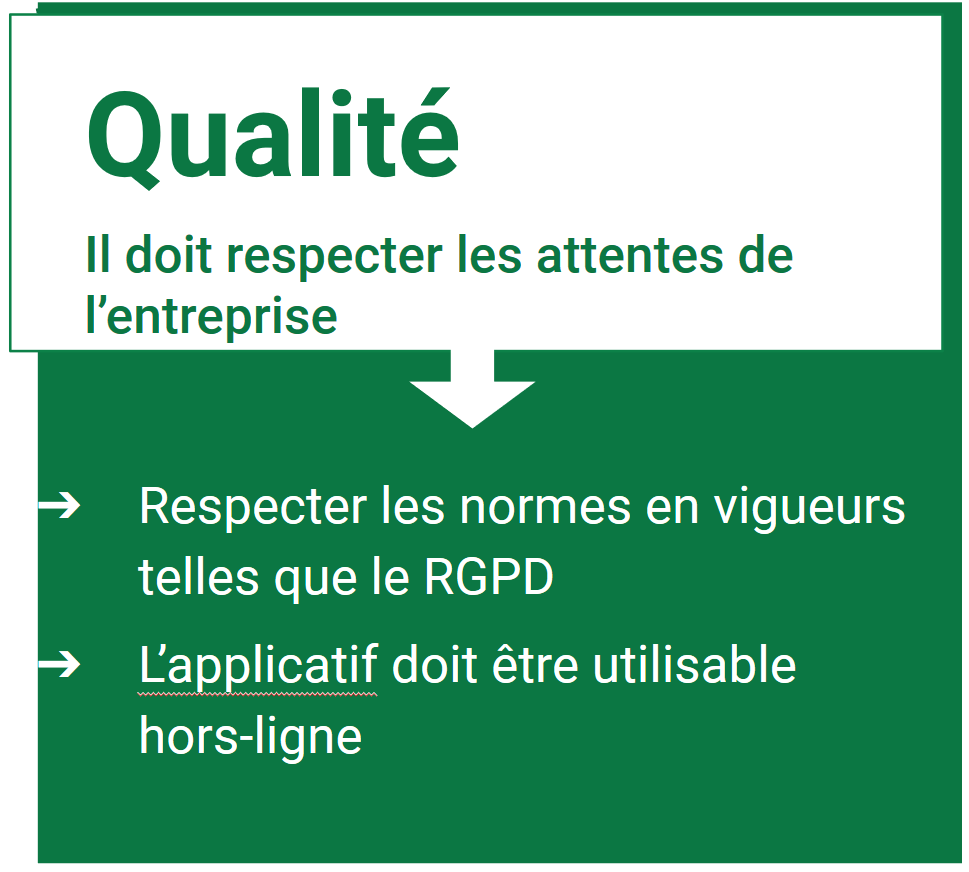 Qualité
Il doit respecter les attentes de
l’entreprise
➔ Respecter les normes en vigueurs
telles que le RGPD
➔ L’applicatif doit être utilisable
hors-ligne